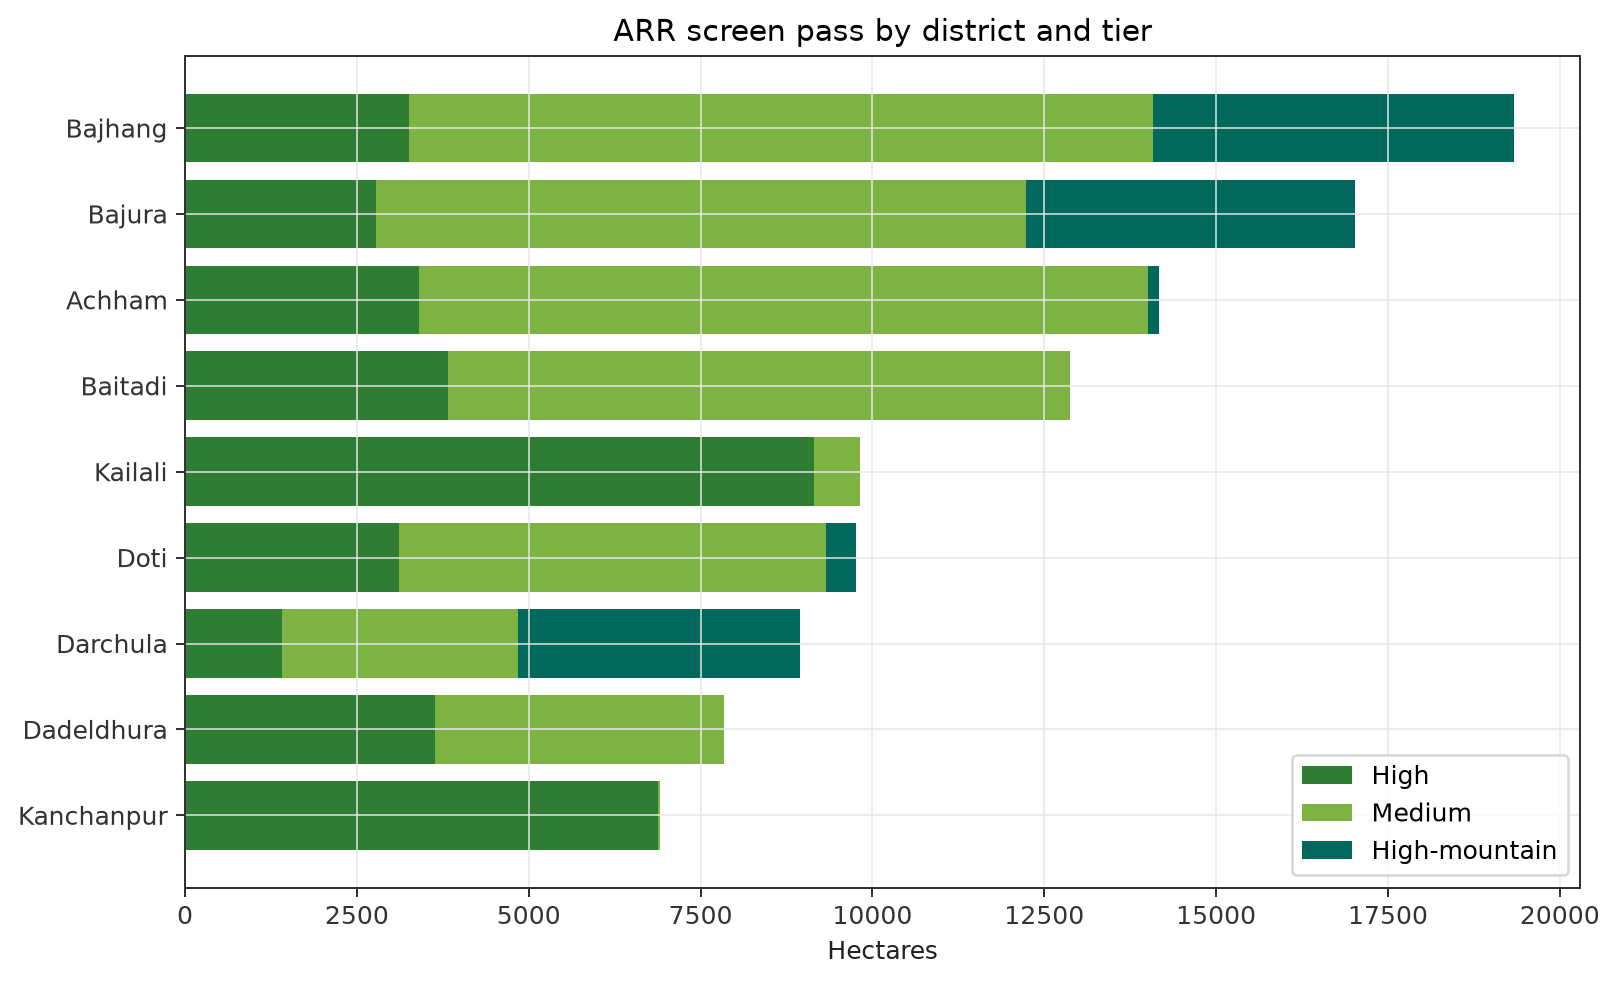 ARR screen pass by district and tier
Bajhang
Bajura
Achham
Baitadi
Kailali
Doti
Darchula
Dadeldhura
Kanchanpur
High
Medium
High-mountain
0 2500 5000 7500 10000 12500 15000 17500 20000
Hectares